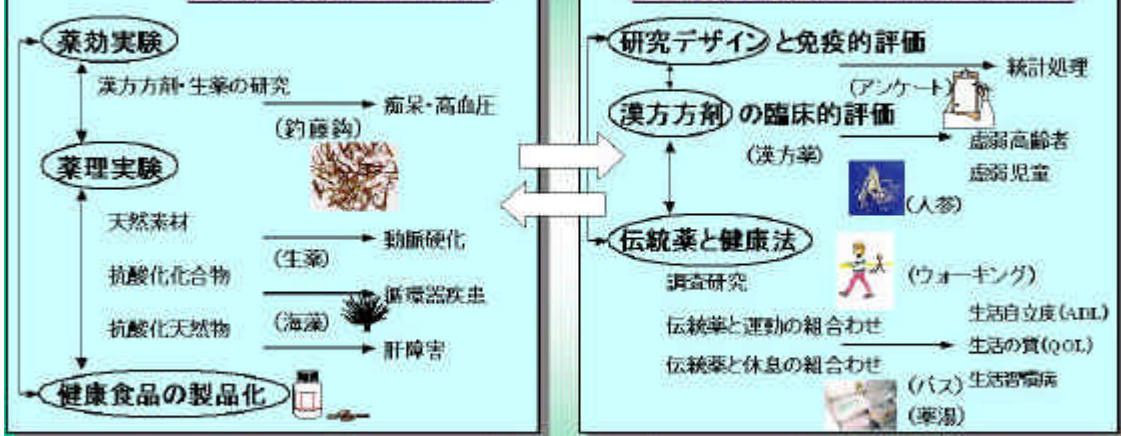 薬効実験
漢方方剤・生薬の研究
痴呆・高血圧
(釣藤鈎)
薬理実験
天然素材
動脈硬化
(生薬)
抗酸化化合物
循環器疾患
(海藻)
抗酸化天然物
肝障害
健康食品の製品化
研究デザインと免疫的評価
統計処理
(アンケート)
漢方方剤の臨床的評価
虚弱高齢者
(漢方薬)
虚弱児童
(人参)
伝統薬と健康法
調査研究
(ウォーキング)
生活自立度(ADL)
伝統薬と運動の組合わせ
生活の質(QOL)
伝統薬と休息の組合わせ
生活習慣病
(バス)
(薬湯)